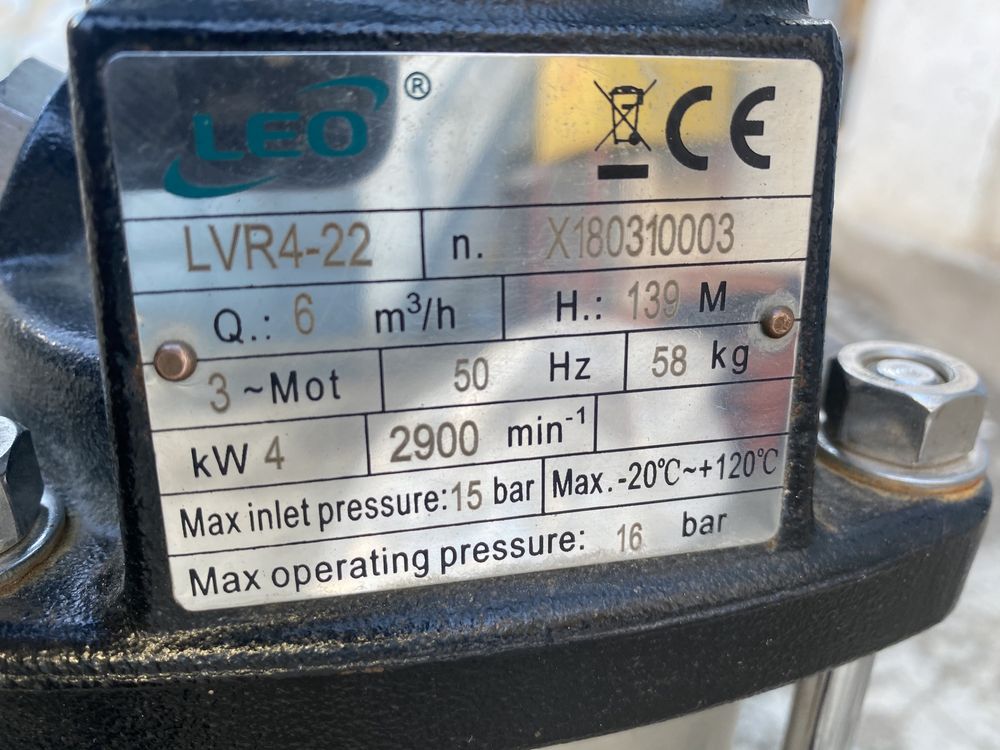 LEO ® CE
LVR4-22 n. X180310003
Q.: 6 m³/h H.: 139 M
3 ~Mot 50 Hz 58 kg
kW 4 2900 min⁻¹
Max inlet pressure: 15 bar Max. -20℃~+120℃
Max operating pressure: 16 bar